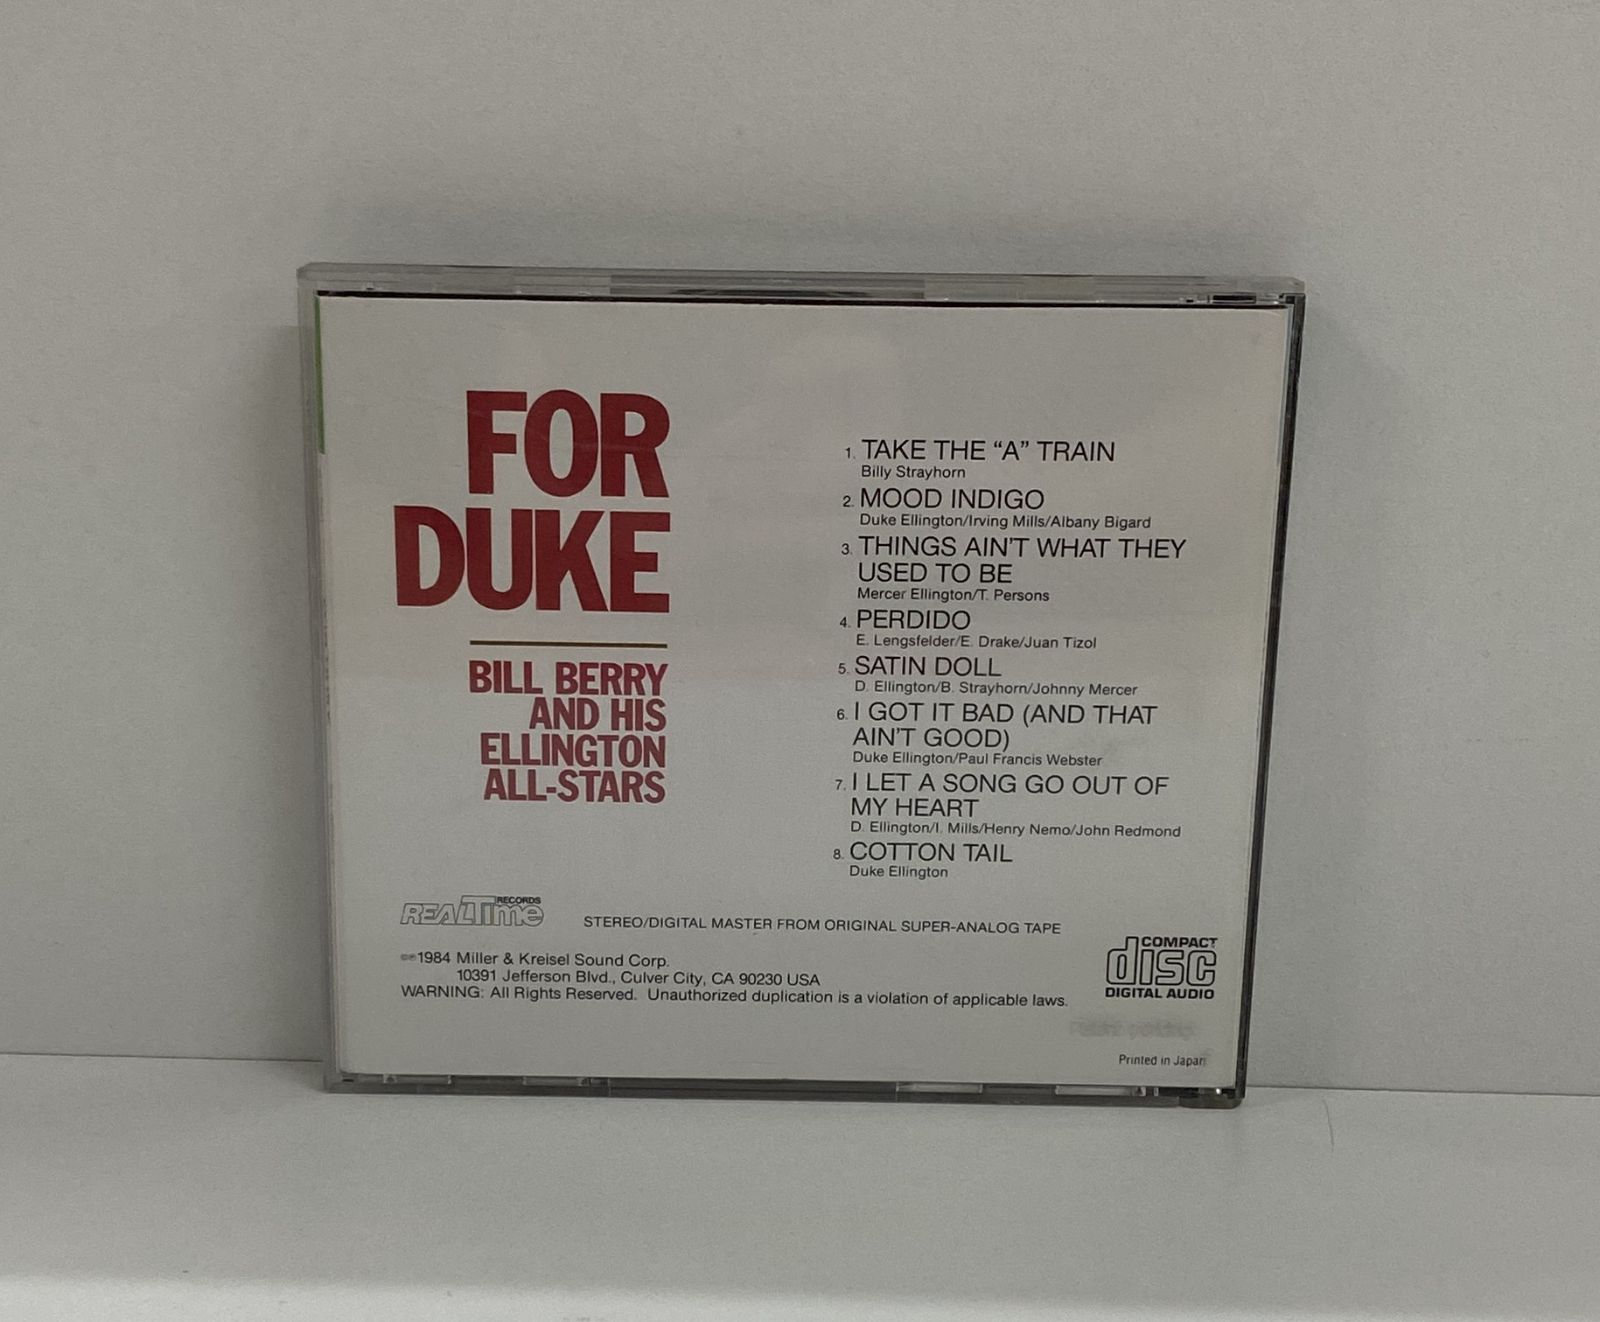 FOR
DUKE
BILL BERRY
AND HIS
ELLINGTON
ALL-STARS
1. TAKE THE “A” TRAIN
Billy Strayhorn
2. MOOD INDIGO
Duke Ellington/Irving Mills/Albany Bigard
3. THINGS AIN'T WHAT THEY
USED TO BE
Mercer Ellington/T. Persons
4. PERDIDO
E. Lengsfelder/E. Drake/Juan Tizol
5. SATIN DOLL
D. Ellington/B. Strayhorn/Johnny Mercer
6. I GOT IT BAD (AND THAT
AIN'T GOOD)
Duke Ellington/Paul Francis Webster
7. I LET A SONG GO OUT OF
MY HEART
D. Ellington/I. Mills/Henry Nemo/John Redmond
8. COTTON TAIL
Duke Ellington
REALTime RECORDS
STEREO/DIGITAL MASTER FROM ORIGINAL SUPER-ANALOG TAPE
©℗1984 Miller & Kreisel Sound Corp.
10391 Jefferson Blvd., Culver City, CA 90230 USA
WARNING: All Rights Reserved. Unauthorized duplication is a violation of applicable laws.
COMPACT
disc
DIGITAL AUDIO
Printed in Japan